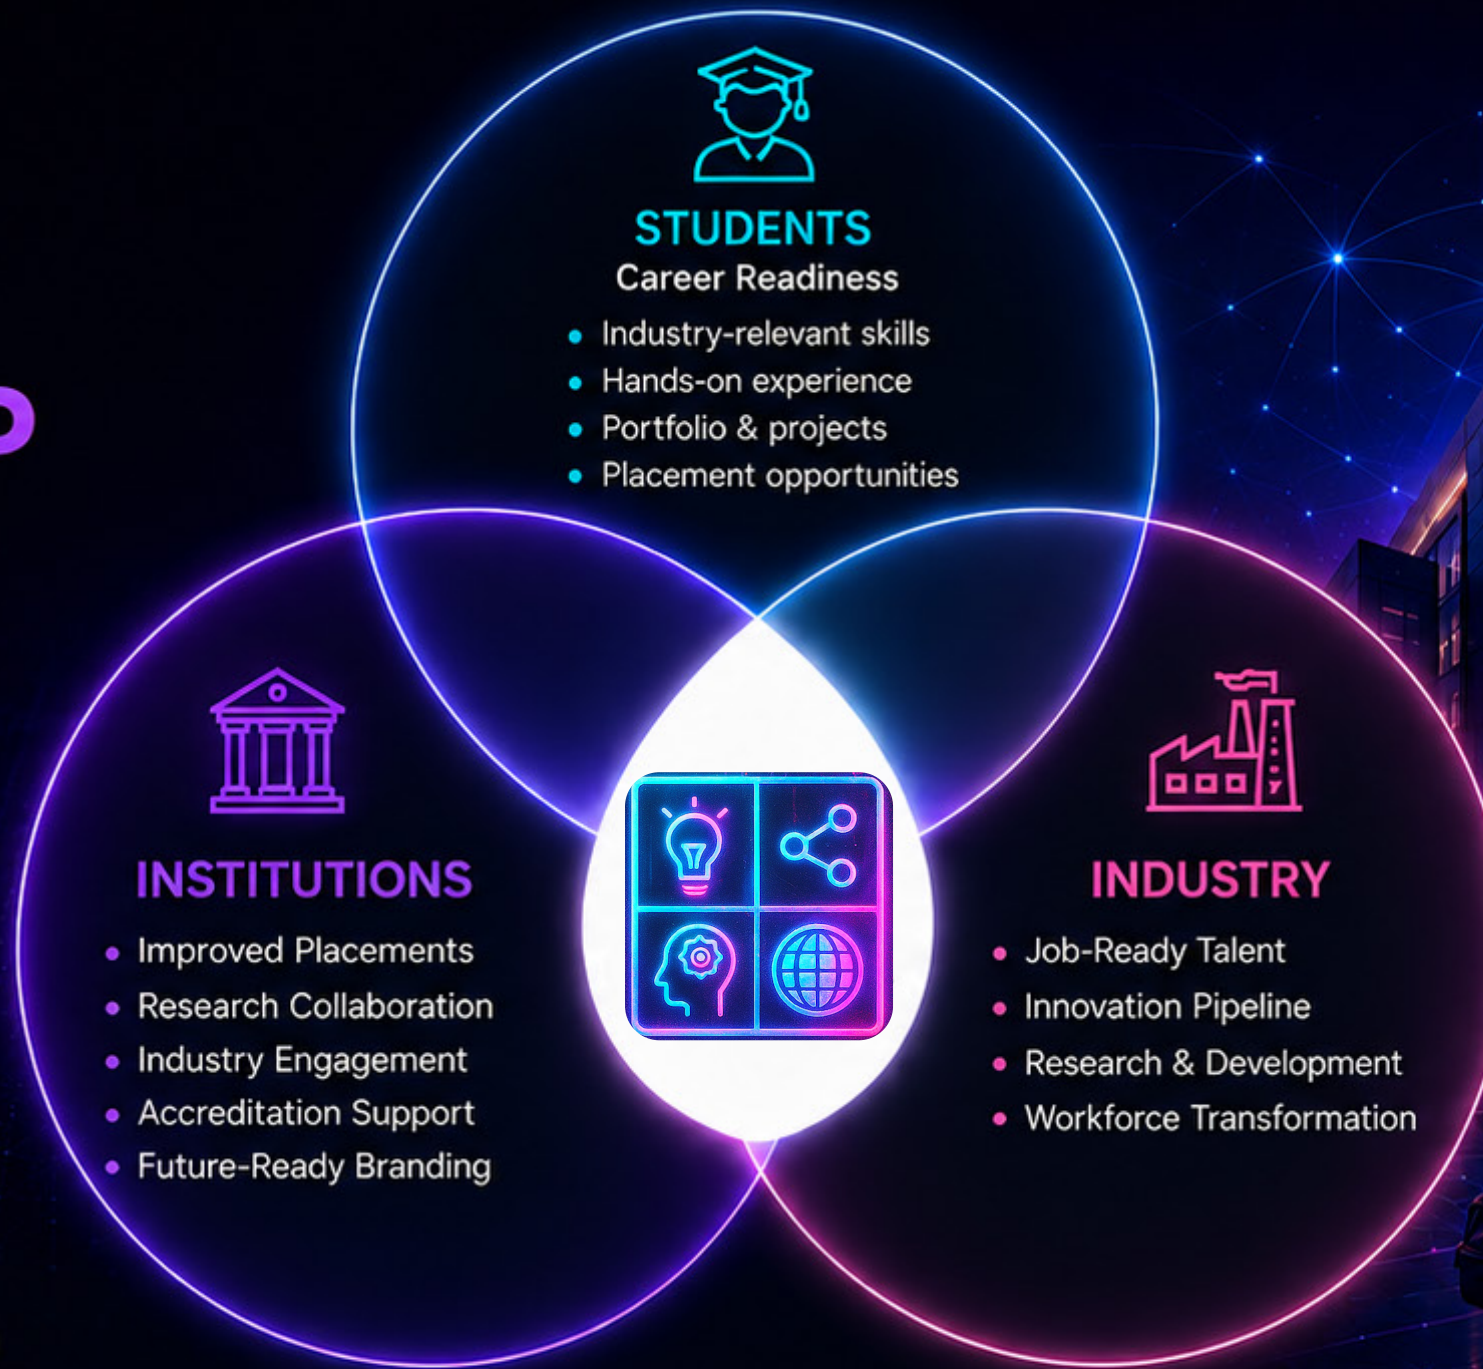 STUDENTS
Career Readiness
Industry-relevant skills
Hands-on experience
Portfolio & projects
Placement opportunities
INSTITUTIONS
Improved Placements
Research Collaboration
Industry Engagement
Accreditation Support
Future-Ready Branding
INDUSTRY
Job-Ready Talent
Innovation Pipeline
Research & Development
Workforce Transformation